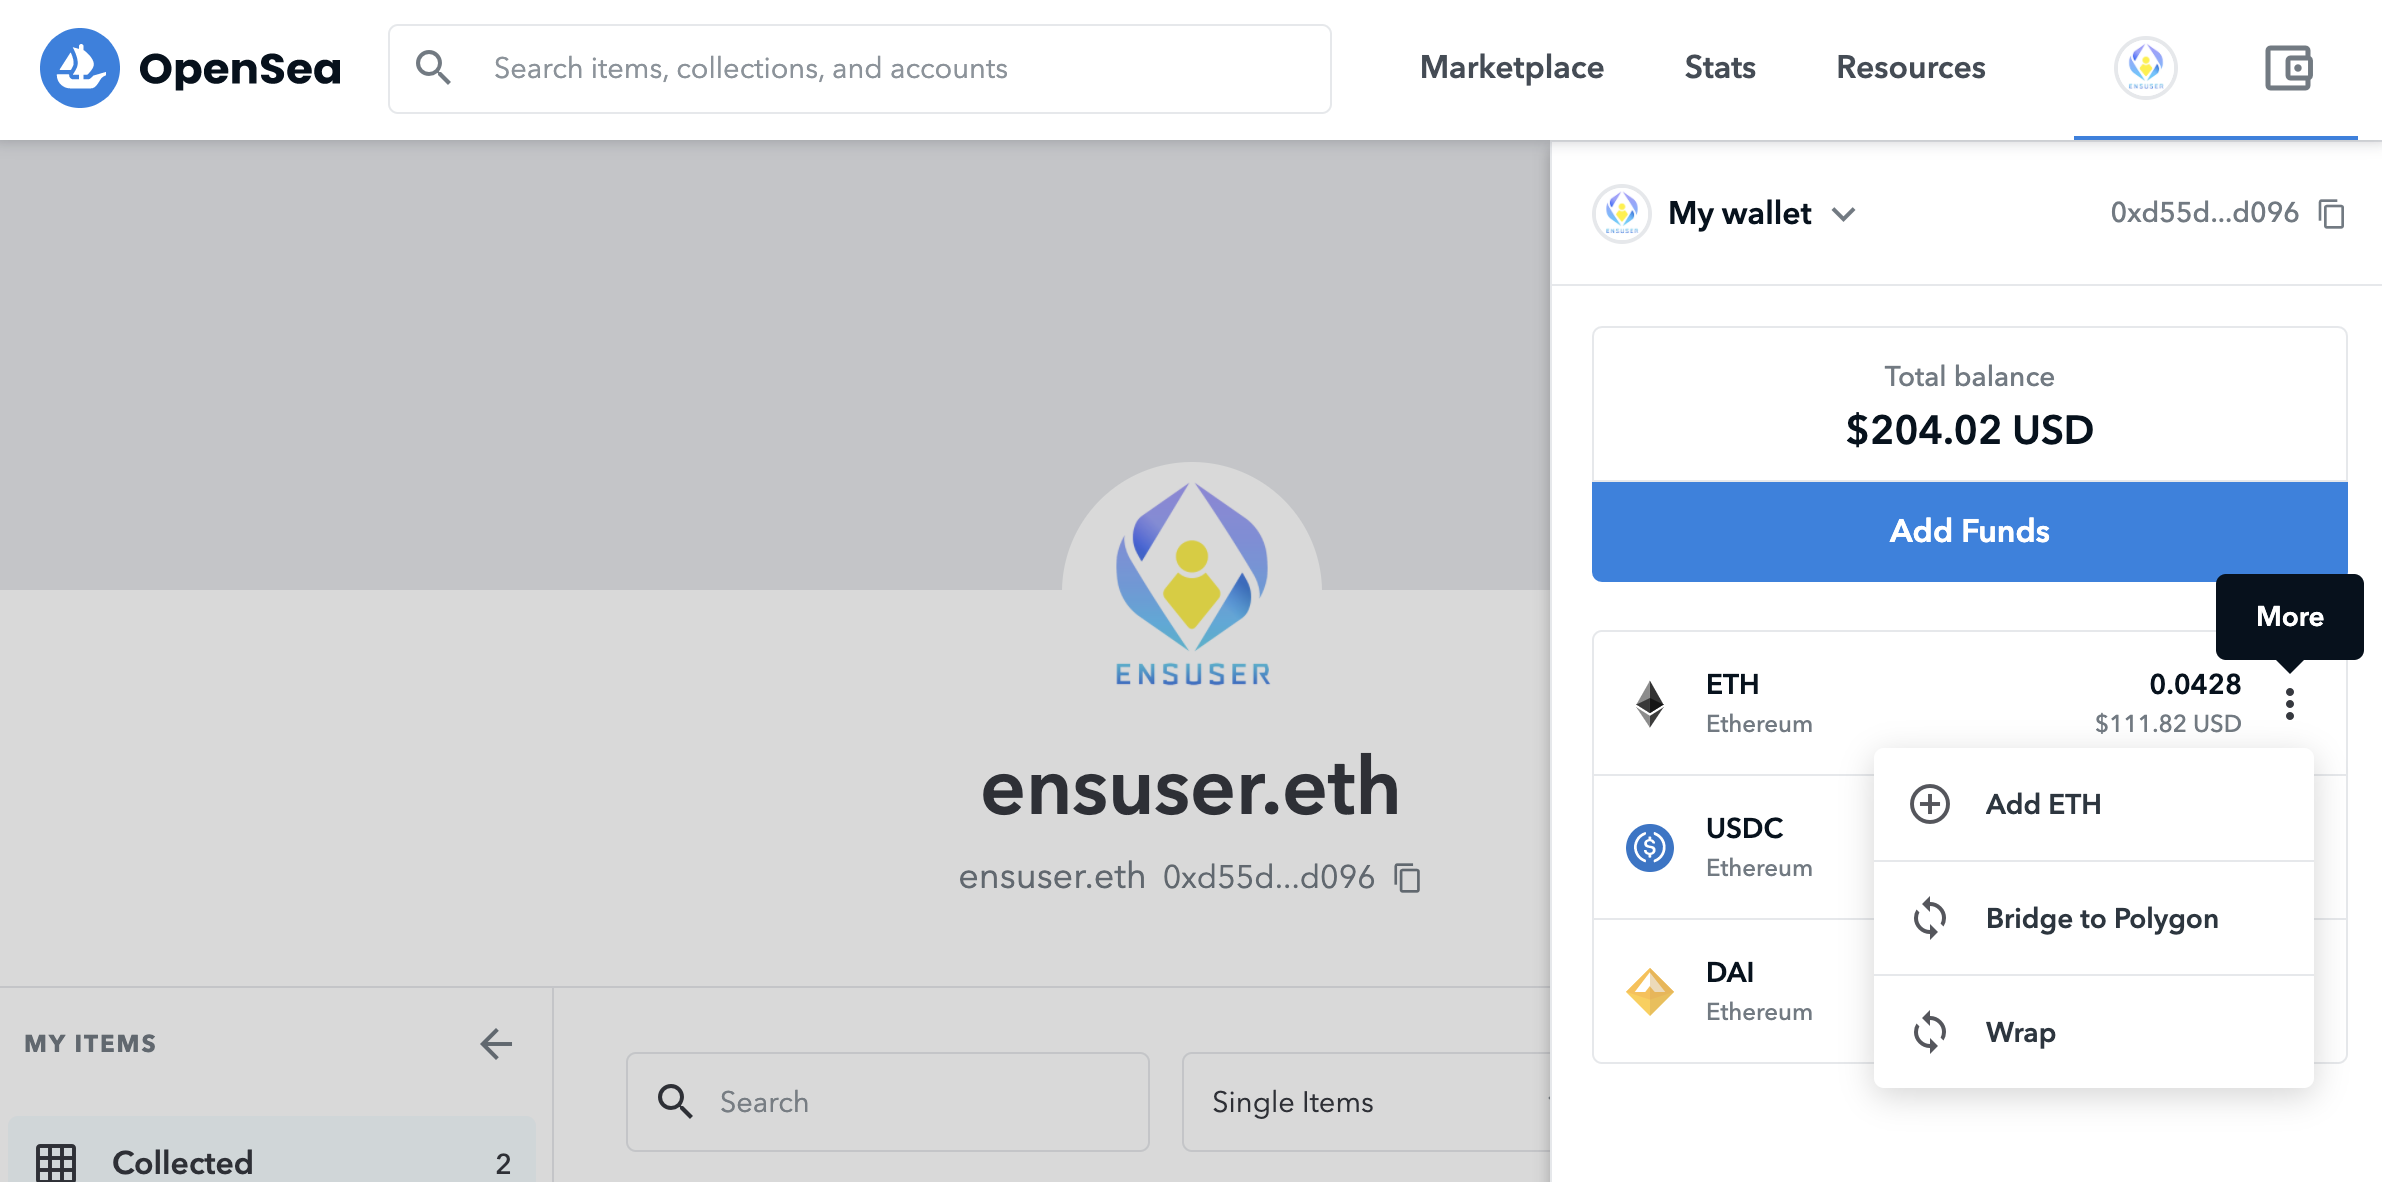 OpenSea
Search items, collections, and accounts
Marketplace
Stats
Resources
ENSUSER
ENSUSER
My wallet
0xd55d...d096
Total balance
$204.02 USD
Add Funds
More
ETH
0.0428
Ethereum
$111.82 USD
Add ETH
USDC
Ethereum
Bridge to Polygon
DAI
Ethereum
Wrap
ENSUSER
ensuser.eth
ensuser.eth 0xd55d...d096
MY ITEMS
Collected
2
Search
Single Items